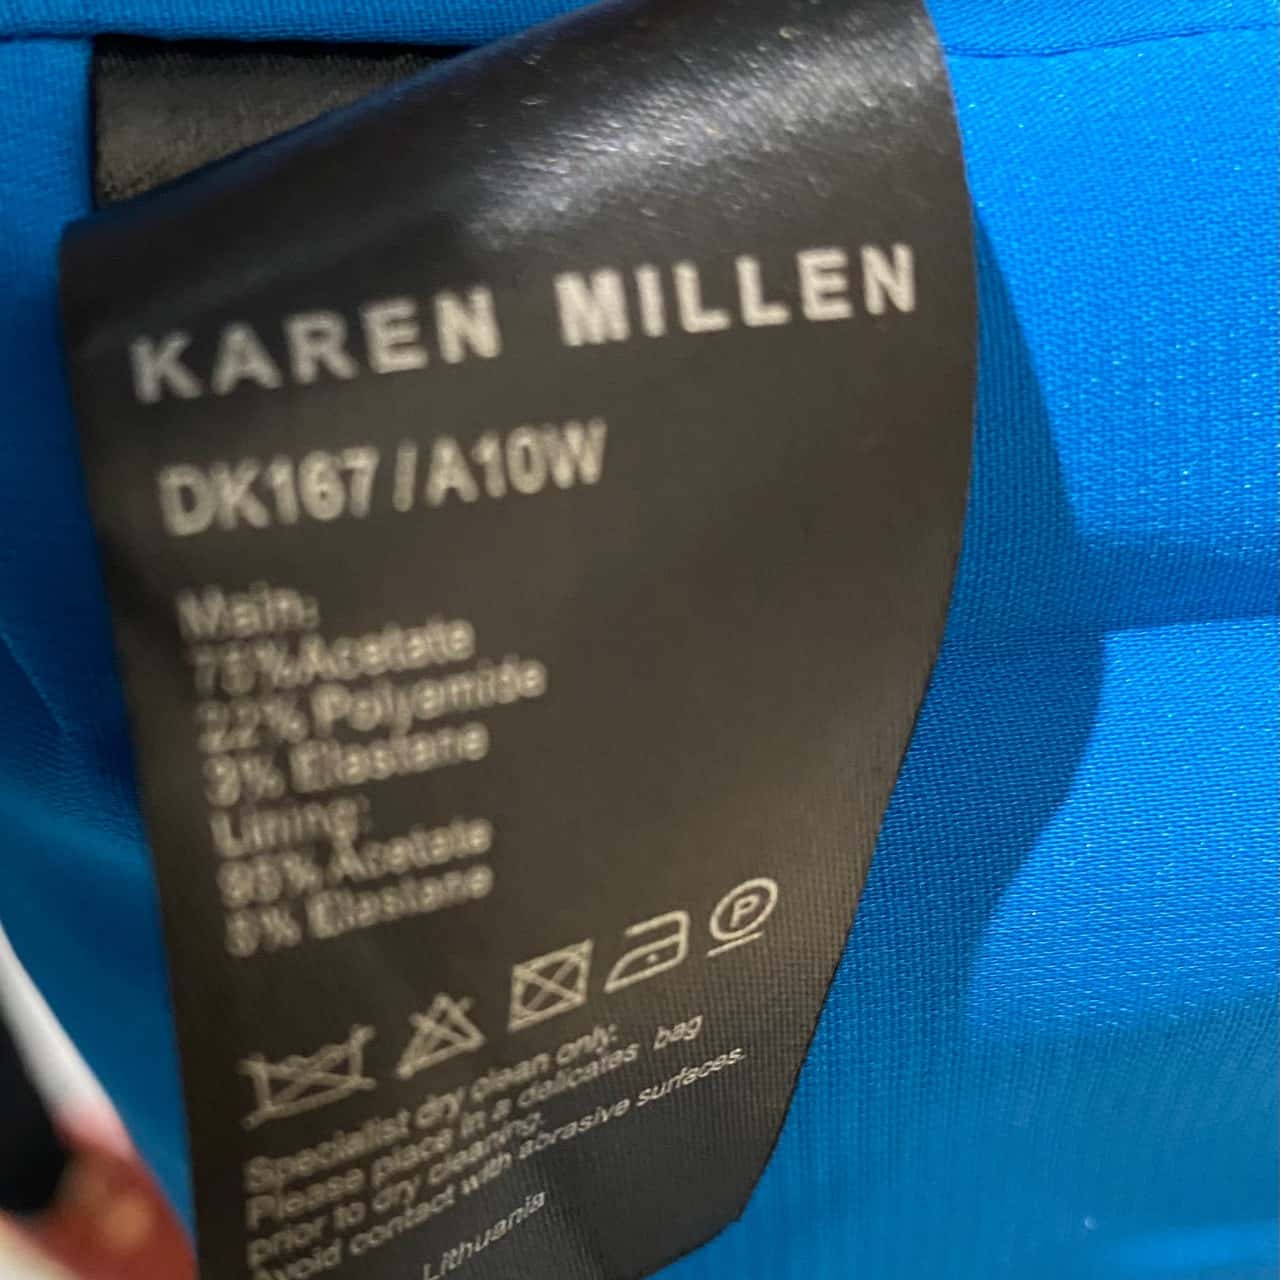 KAREN MILLEN
DK167 / A10W
Main:
75%Acetate
22% Polyamide
3% Elastane
Lining:
95% Acetate
5% Elastane
P
Specialist dry clean only:
Please place in a delicates bag
prior to dry cleaning.
Avoid contact with abrasive surfaces.
Lithuania